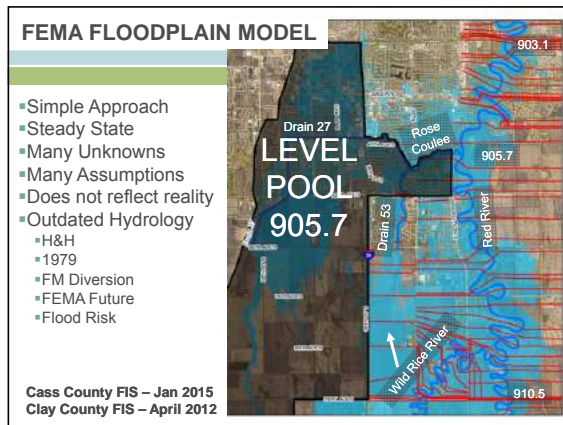 FEMA FLOODPLAIN MODEL
▪Simple Approach
▪Steady State
▪Many Unknowns
▪Many Assumptions
▪Does not reflect reality
▪Outdated Hydrology
▪H&H
▪1979
▪FM Diversion
▪FEMA Future
▪Flood Risk
Cass County FIS – Jan 2015
Clay County FIS – April 2012
903.1
Drain 27
Rose
Coulee
LEVEL
POOL
905.7
905.7
Drain 53
Red River
Wild Rice River
910.5